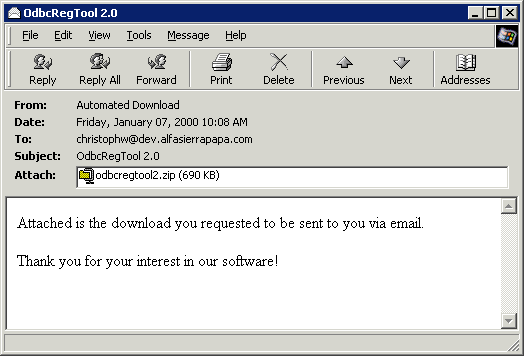 OdbcRegTool 2.0
File Edit View Tools Message Help
Reply Reply All Forward Print Delete Previous Next Addresses
From: Automated Download
Date: Friday, January 07, 2000 10:08 AM
To: christophw@dev.alfasierrapapa.com
Subject: OdbcRegTool 2.0
Attach: odbcregtool2.zip (690 KB)
Attached is the download you requested to be sent to you via email.
Thank you for your interest in our software!